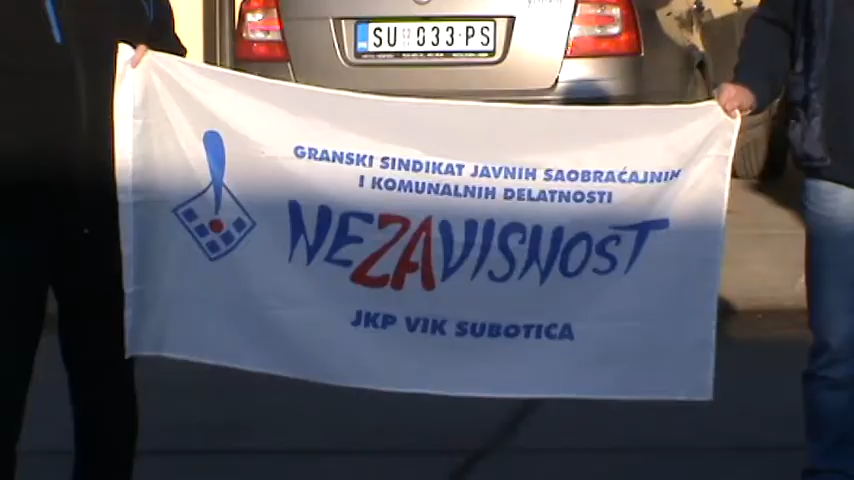 SU 033-PS
GRANSKI SINDIKAT JAVNIH SAOBRAĆAJNIH
I KOMUNALNIH DELATNOSTI
NEZAVISNOST
JKP VIK SUBOTICA